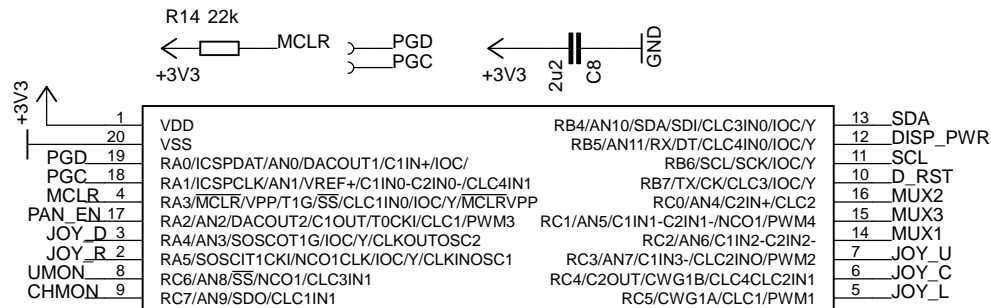 R14 22k
MCLR
PGD
PGC
+3V3
+3V3
2u2
C8
GND
+3V3
1 VDD RB4/AN10/SDA/SDI/CLC3IN0/IOC/Y 13 SDA
20 VSS RB5/AN11/RX/DT/CLC4IN0/IOC/Y 12 DISP_PWR
PGD 19 RA0/ICSPDAT/AN0/DACOUT1/C1IN+/IOC/ RB6/SCL/SCK/IOC/Y 11 SCL
PGC 18 RA1/ICSPCLK/AN1/VREF+/C1IN0-C2IN0-/CLC4IN1 RB7/TX/CK/CLC3/IOC/Y 10 D_RST
MCLR 4 RA3/MCLR/VPP/T1G/SS/CLC1IN0/IOC/Y/MCLRVPP RC0/AN4/C2IN+/CLC2 16 MUX2
PAN_EN 17 RA2/AN2/DACOUT2/C1OUT/T0CKI/CLC1/PWM3 RC1/AN5/C1IN1-C2IN1-/NCO1/PWM4 15 MUX3
JOY_D 3 RA4/AN3/SOSCOT1G/IOC/Y/CLKOUTOSC2 RC2/AN6/C1IN2-C2IN2- 14 MUX1
JOY_R 2 RA5/SOSCIT1CKI/NCO1CLK/IOC/Y/CLKINOSC1 RC3/AN7/C1IN3-/CLC2INO/PWM2 7 JOY_U
UMON 8 RC6/AN8/SS/NCO1/CLC3IN1 RC4/C2OUT/CWG1B/CLC4CLC2IN1 6 JOY_C
CHMON 9 RC7/AN9/SDO/CLC1IN1 RC5/CWG1A/CLC1/PWM1 5 JOY_L